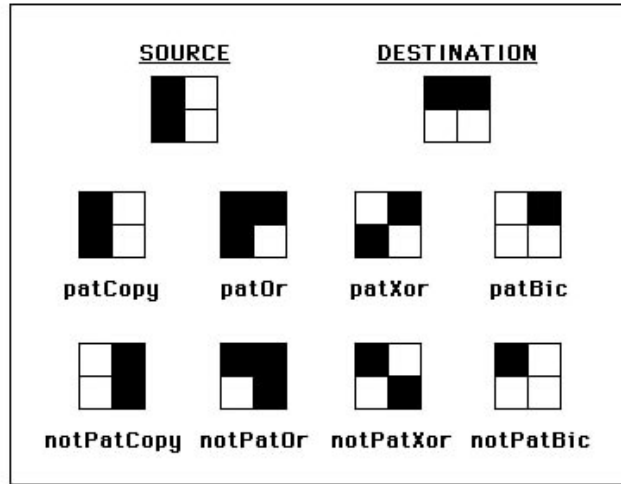 SOURCE DESTINATION
patCopy patOr patXor patBic
notPatCopy notPatOr notPatXor notPatBic